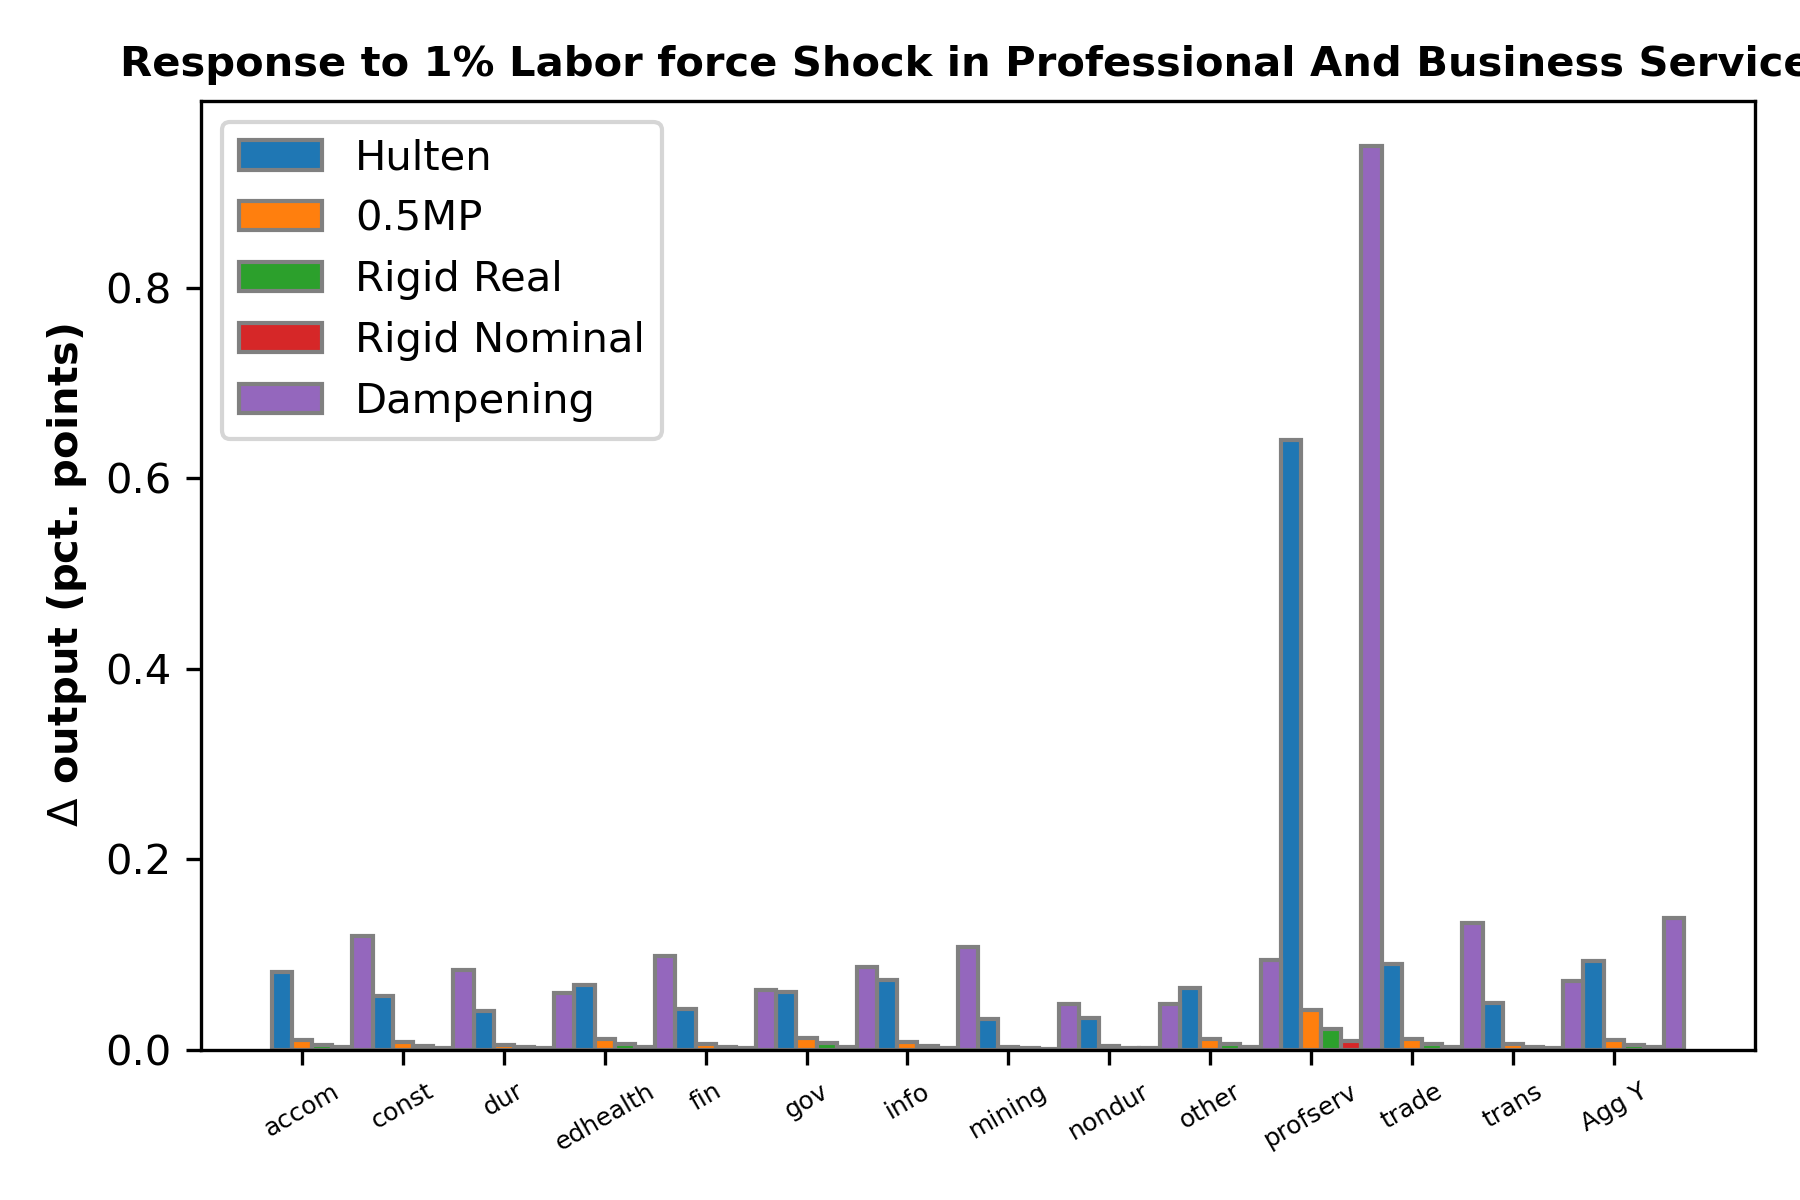 Response to 1% Labor force Shock in Professional And Business Service
Hulten
0.5MP
Rigid Real
Rigid Nominal
Dampening
Δ output (pct. points)
0.8
0.6
0.4
0.2
0.0
accom const dur edhealth fin gov info mining nondur other profserv trade trans Agg Y